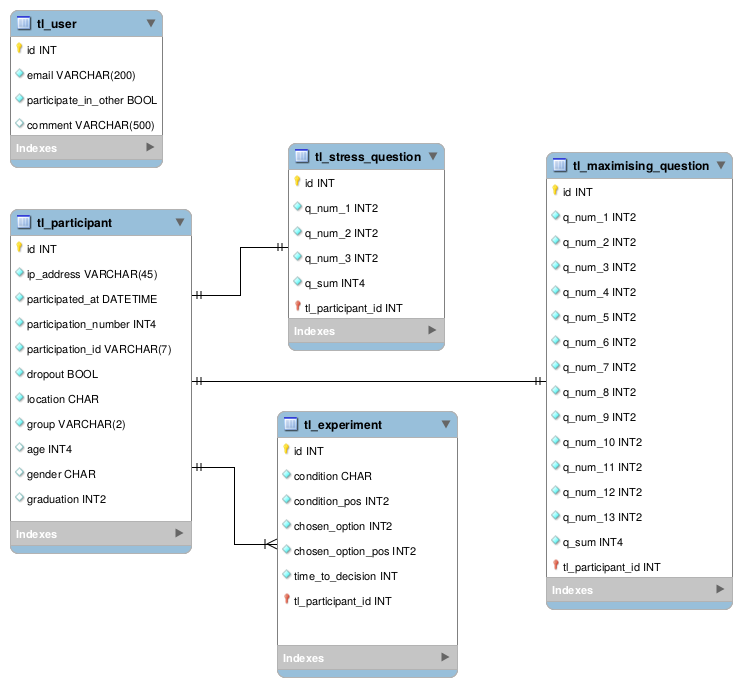 tl_user
id INT
email VARCHAR(200)
participate_in_other BOOL
comment VARCHAR(500)
Indexes
tl_participant
id INT
ip_address VARCHAR(45)
participated_at DATETIME
participation_number INT4
participation_id VARCHAR(7)
dropout BOOL
location CHAR
group VARCHAR(2)
age INT4
gender CHAR
graduation INT2
Indexes
tl_stress_question
id INT
q_num_1 INT2
q_num_2 INT2
q_num_3 INT2
q_sum INT4
tl_participant_id INT
Indexes
tl_experiment
id INT
condition CHAR
condition_pos INT2
chosen_option INT2
chosen_option_pos INT2
time_to_decision INT
tl_participant_id INT
Indexes
tl_maximising_question
id INT
q_num_1 INT2
q_num_2 INT2
q_num_3 INT2
q_num_4 INT2
q_num_5 INT2
q_num_6 INT2
q_num_7 INT2
q_num_8 INT2
q_num_9 INT2
q_num_10 INT2
q_num_11 INT2
q_num_12 INT2
q_num_13 INT2
q_sum INT4
tl_participant_id INT
Indexes